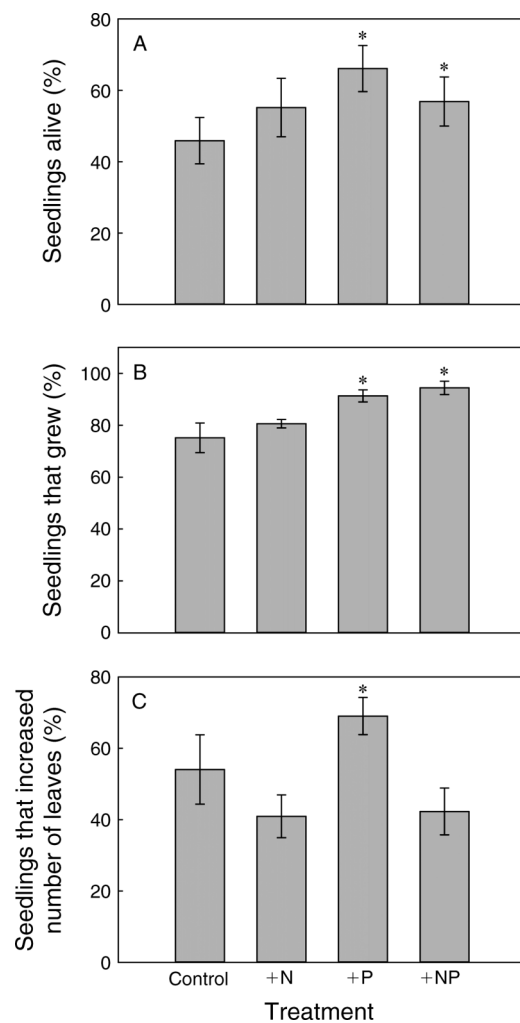 80
A
*
*
60
40
20
0
Seedlings alive (%)
100
B
*
*
80
60
40
20
0
Seedlings that grew (%)
80
C
*
60
40
20
0
Seedlings that increased
number of leaves (%)
Control +N +P +NP
Treatment